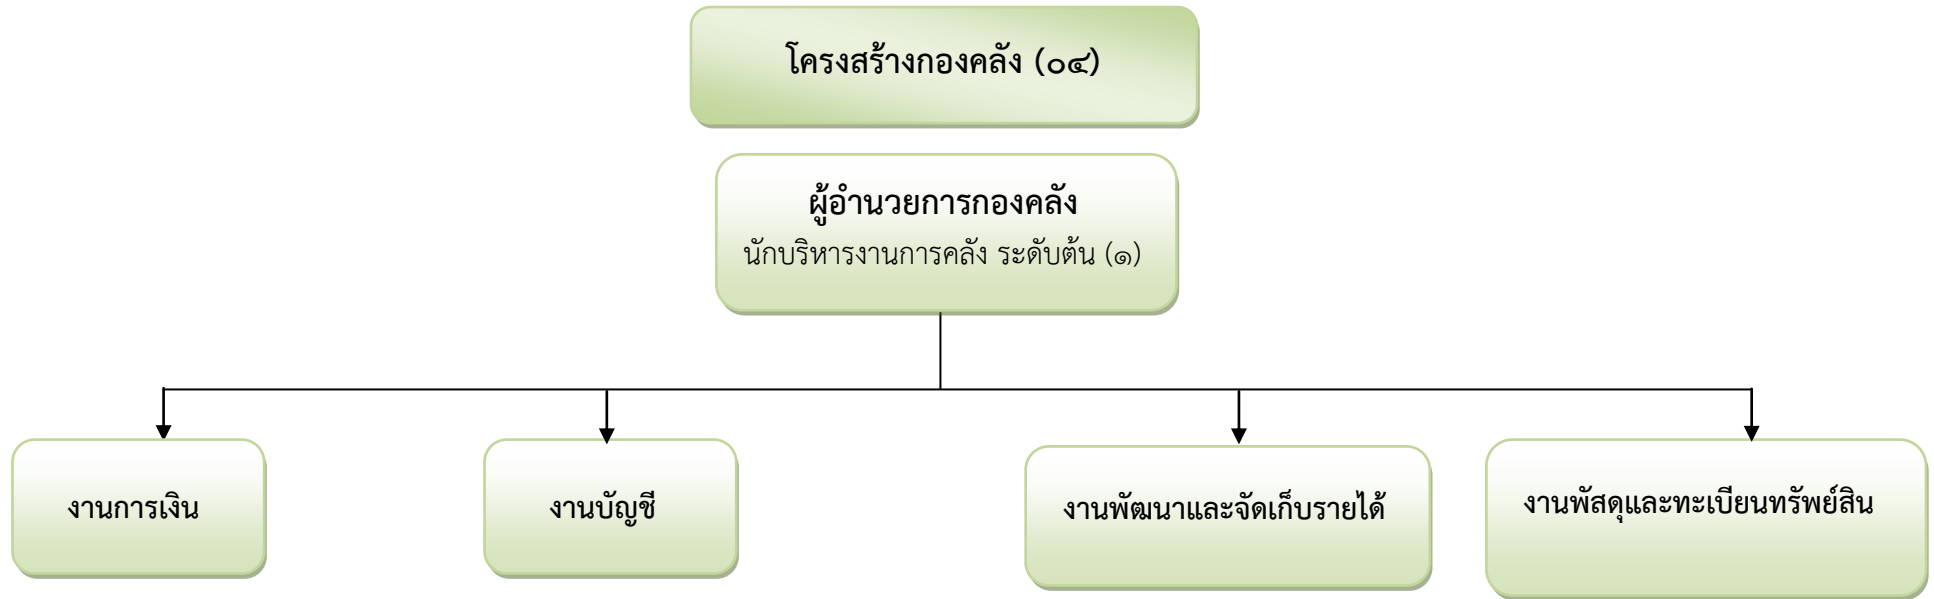 โครงสร้างกองคลัง (๐๔)
ผู้อำนวยการกองคลัง
นักบริหารงานการคลัง ระดับต้น (๑)
งานการเงิน
งานบัญชี
งานพัฒนาและจัดเก็บรายได้
งานพัสดุและทะเบียนทรัพย์สิน